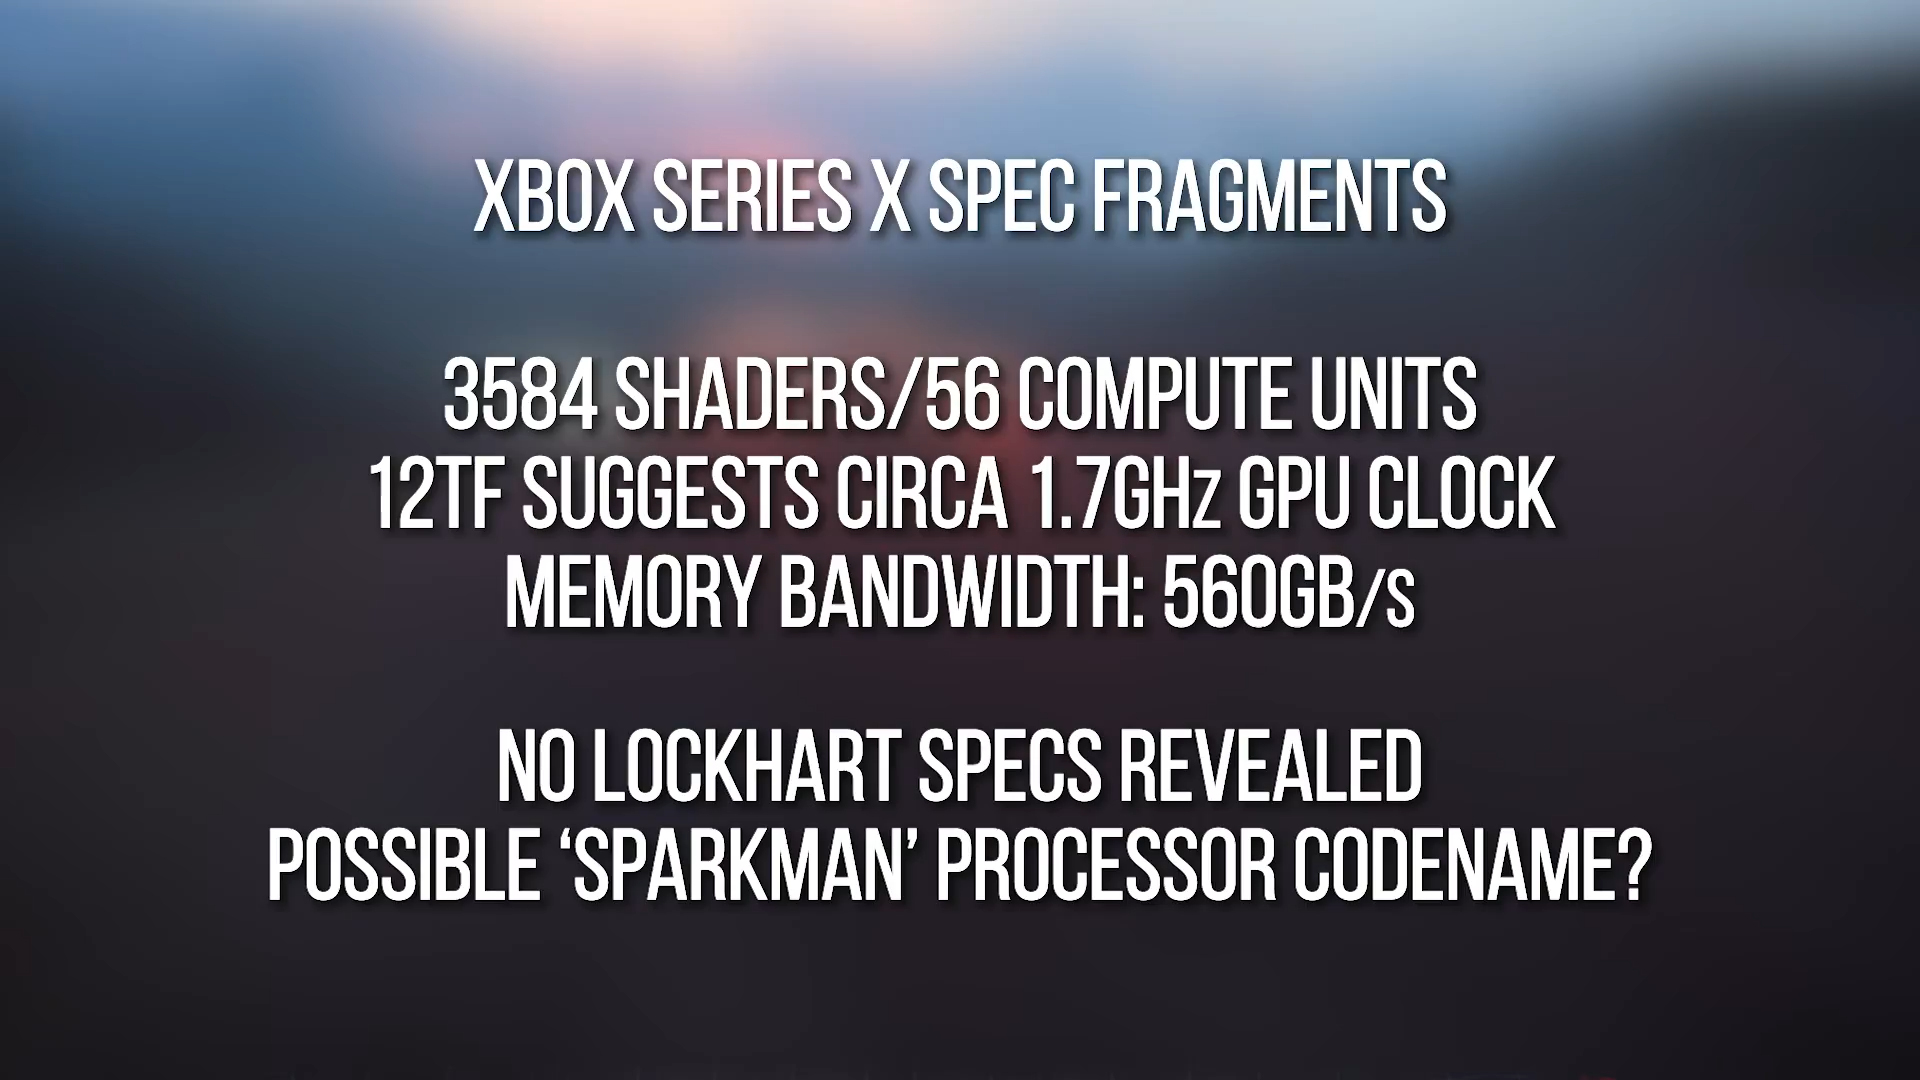 XBOX SERIES X SPEC FRAGMENTS
3584 SHADERS/56 COMPUTE UNITS
12TF SUGGESTS CIRCA 1.7GHz GPU CLOCK
MEMORY BANDWIDTH: 560GB/S
NO LOCKHART SPECS REVEALED
POSSIBLE ‘SPARKMAN’ PROCESSOR CODENAME?